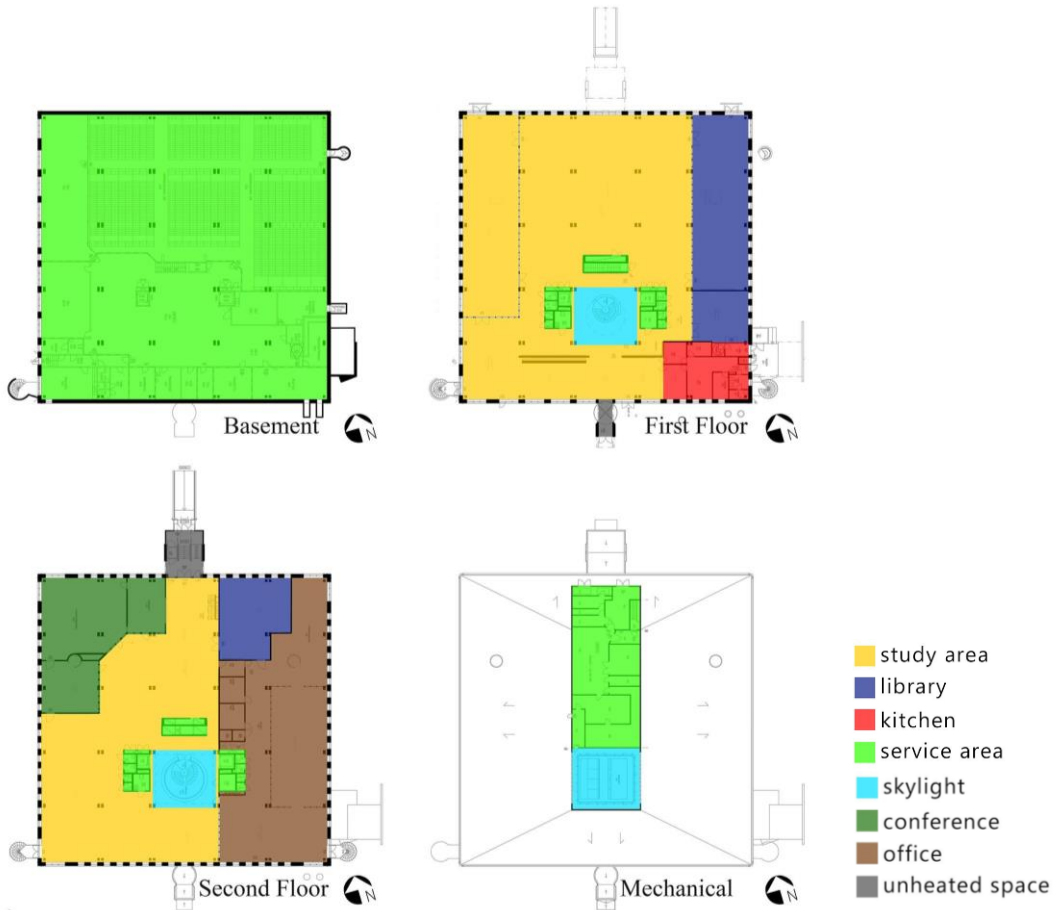 Basement
N
First Floor
N
Second Floor
N
Mechanical
N
study area
library
kitchen
service area
skylight
conference
office
unheated space